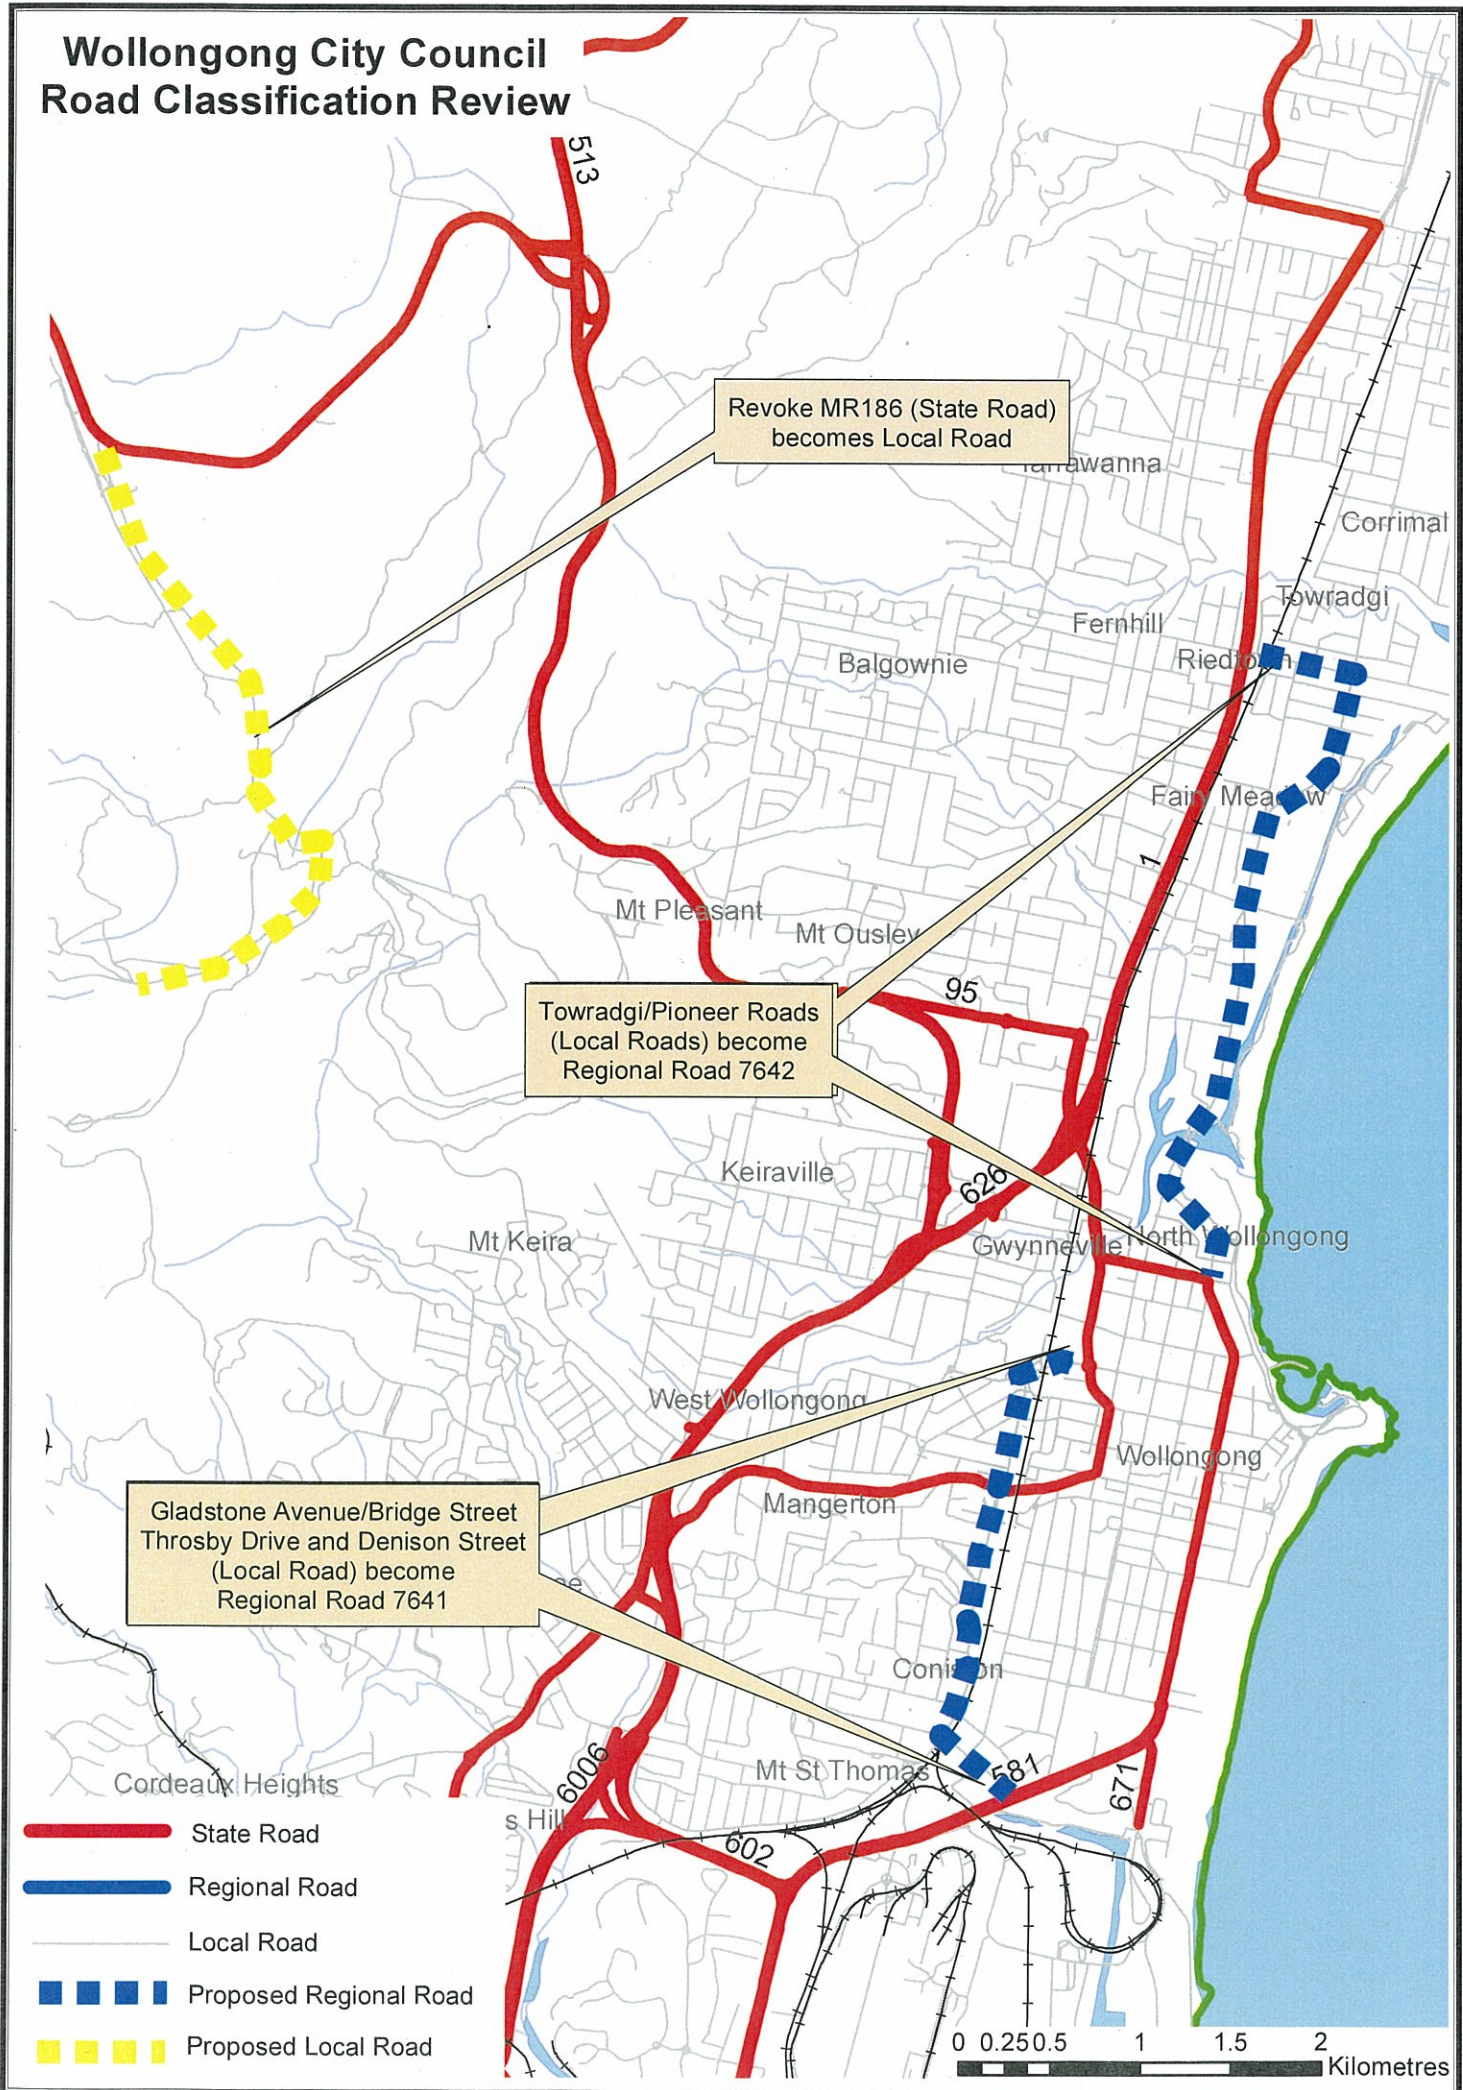 Wollongong City Council
Road Classification Review
513
Revoke MR186 (State Road)
becomes Local Road
Corrimal
Towradgi
Fernhill
Balgownie
Fairy Meadow
1
Mt Pleasant
Mt Ousley
95
Towradgi/Pioneer Roads
(Local Roads) become
Regional Road 7642
Keiraville
626
Mt Keira
Gwynneville
North Wollongong
West Wollongong
Wollongong
Mangerton
Gladstone Avenue/Bridge Street
Throsby Drive and Denison Street
(Local Road) become
Regional Road 7641
Coniston
Mt St Thomas
581
6006
671
Cordeaux Heights
s Hill
602
State Road
Regional Road
Local Road
Proposed Regional Road
Proposed Local Road
0 0.25 0.5 1 1.5 2
Kilometres